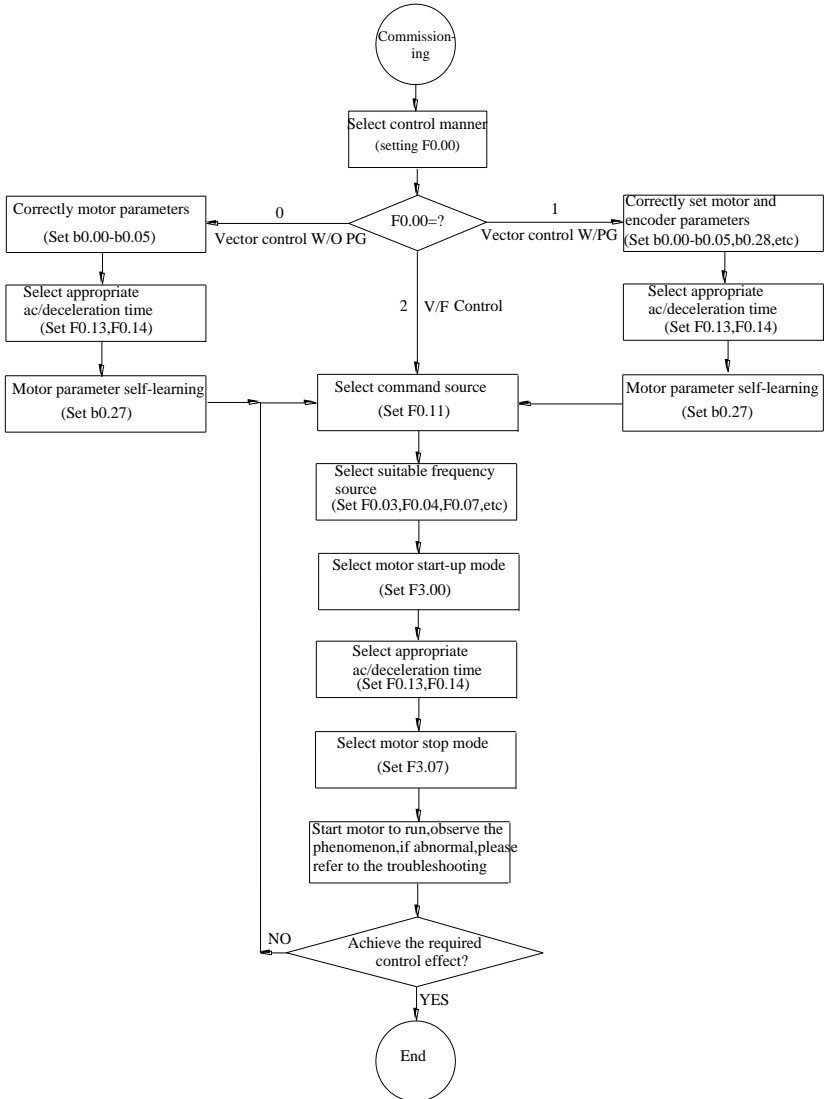 Commission-
ing
Select control manner
(setting F0.00)
F0.00=?
0
Vector control W/O PG
1
Vector control W/PG
2 V/F Control
Correctly motor parameters
(Set b0.00-b0.05)
Select appropriate
ac/deceleration time
(Set F0.13,F0.14)
Motor parameter self-learning
(Set b0.27)
Correctly set motor and
encoder parameters
(Set b0.00-b0.05,b0.28,etc)
Select appropriate
ac/deceleration time
(Set F0.13,F0.14)
Motor parameter self-learning
(Set b0.27)
Select command source
(Set F0.11)
Select suitable frequency
source
(Set F0.03,F0.04,F0.07,etc)
Select motor start-up mode
(Set F3.00)
Select appropriate
ac/deceleration time
(Set F0.13,F0.14)
Select motor stop mode
(Set F3.07)
Start motor to run,observe the
phenomenon,if abnormal,please
refer to the troubleshooting
NO
Achieve the required
control effect?
YES
End